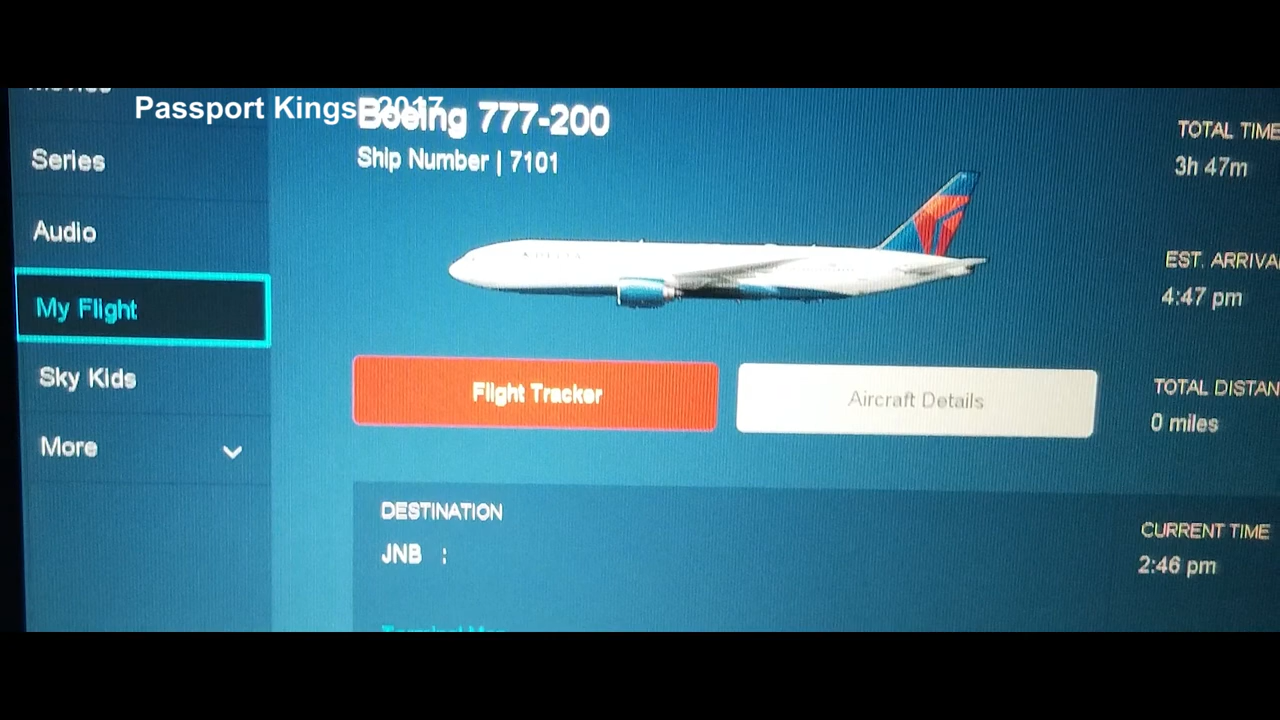 Movies
Passport Kings 2017
Boeing 777-200
Ship Number | 7101
TOTAL TIME
3h 47m
Series
Audio
DELTA
EST. ARRIVA
4:47 pm
My Flight
Sky Kids
Flight Tracker
Aircraft Details
TOTAL DISTAN
0 miles
More
DESTINATION
JNB :
CURRENT TIME
2:46 pm